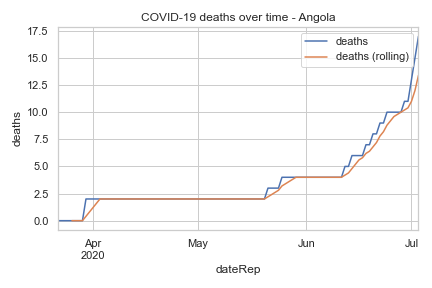 COVID-19 deaths over time - Angola
deaths
deaths (rolling)
deaths
17.5
15.0
12.5
10.0
7.5
5.0
2.5
0.0
Apr
2020
May
Jun
Jul
dateRep